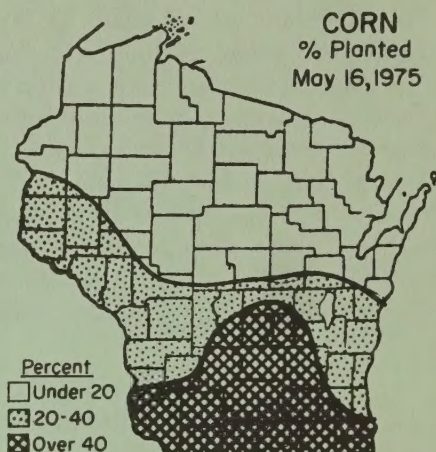 CORN
% Planted
May 16, 1975
Percent
Under 20
20-40
Over 40